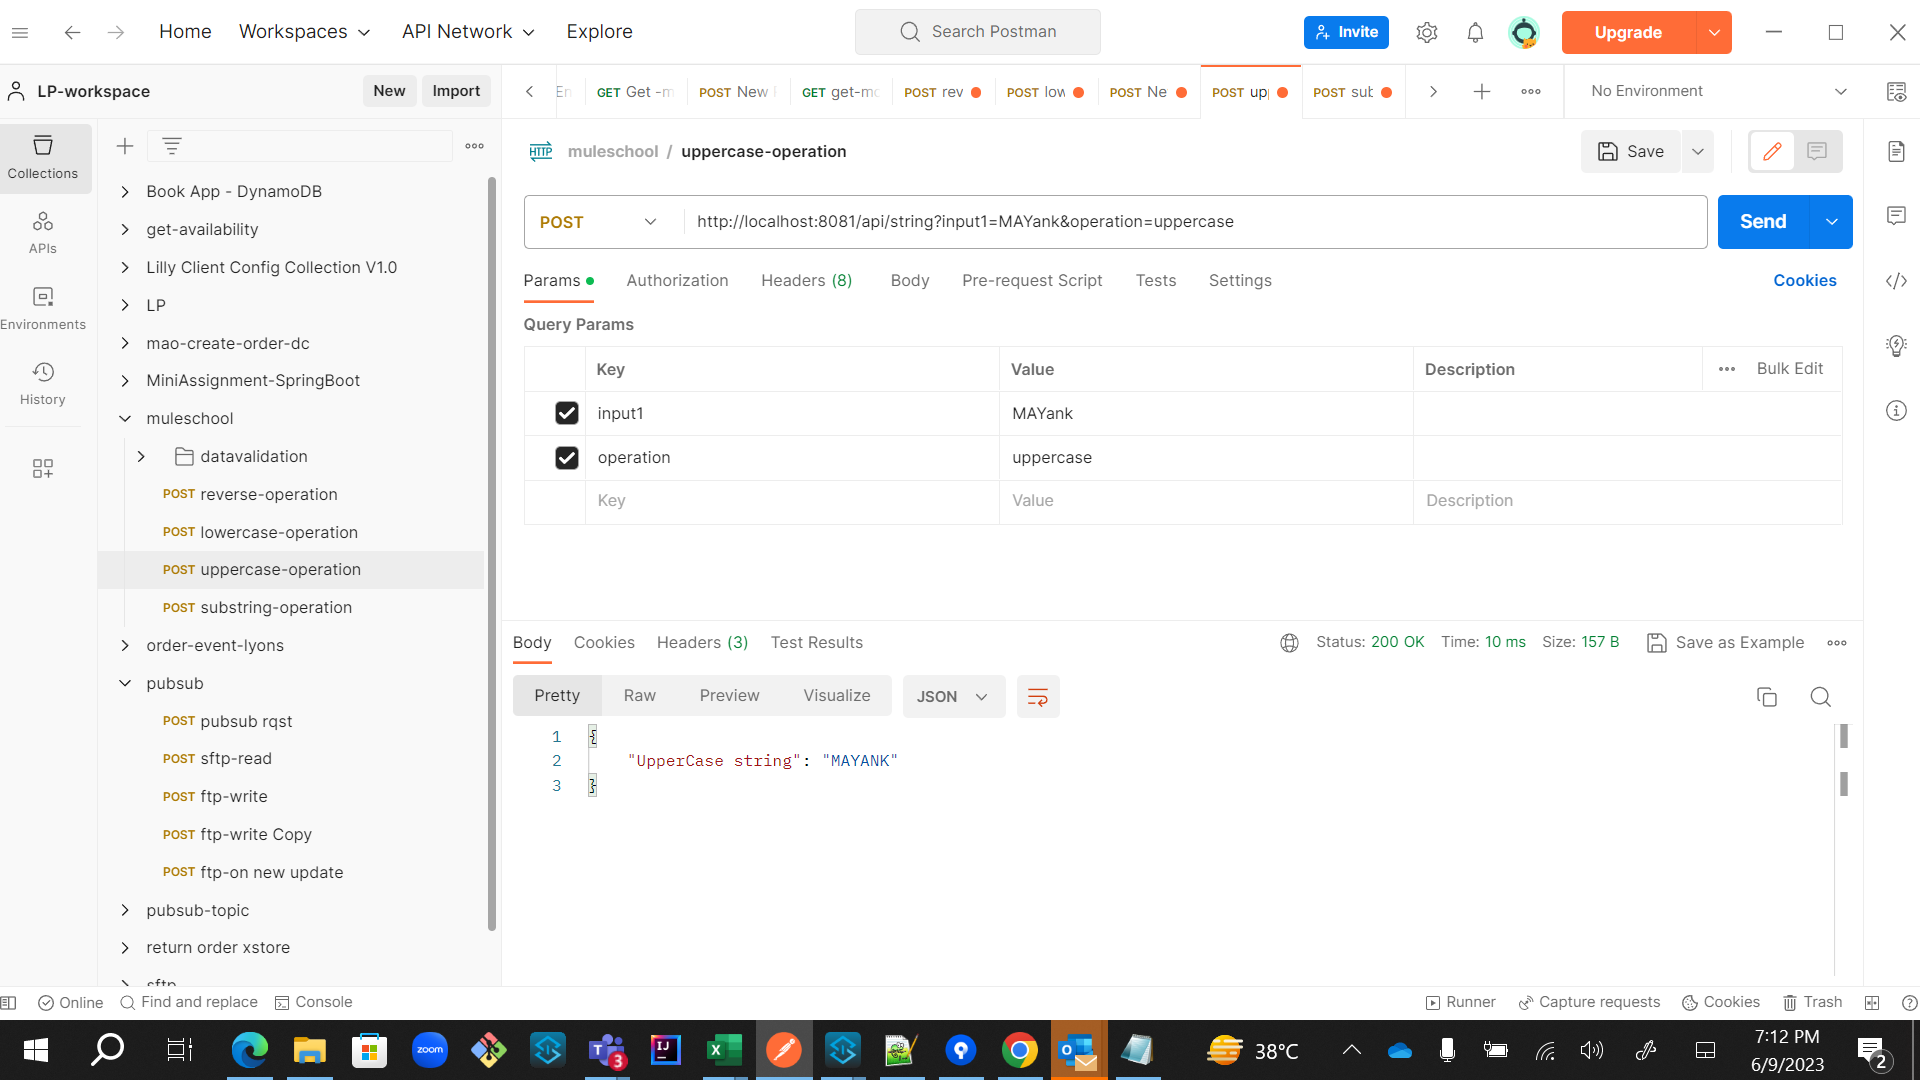 Home
Workspaces
API Network
Explore
Search Postman
Invite
Upgrade
LP-workspace
New
Import
GET Get -m
POST New
GET get-mo
POST rev
POST low
POST Ne
POST upp
POST sub
No Environment
Collections
APIs
Environments
History
Book App - DynamoDB
get-availability
Lilly Client Config Collection V1.0
LP
mao-create-order-dc
MiniAssignment-SpringBoot
muleschool
datavalidation
POST reverse-operation
POST lowercase-operation
POST uppercase-operation
POST substring-operation
order-event-lyons
pubsub
POST pubsub rqst
POST sftp-read
POST ftp-write
POST ftp-write Copy
POST ftp-on new update
pubsub-topic
return order xstore
sftp
HTTP muleschool / uppercase-operation
Save
POST
http://localhost:8081/api/string?input1=MAYank&operation=uppercase
Send
Params
Authorization
Headers (8)
Body
Pre-request Script
Tests
Settings
Cookies
Query Params
Key Value Description Bulk Edit
input1 MAYank
operation uppercase
Key Value Description
Body
Cookies
Headers (3)
Test Results
Status: 200 OK
Time: 10 ms
Size: 157 B
Save as Example
Pretty
Raw
Preview
Visualize
JSON
1 {
2 "UpperCase string": "MAYANK"
3 }
Online
Find and replace
Console
Runner
Capture requests
Cookies
Trash
zoom
3
38°C
7:12 PM
6/9/2023
2